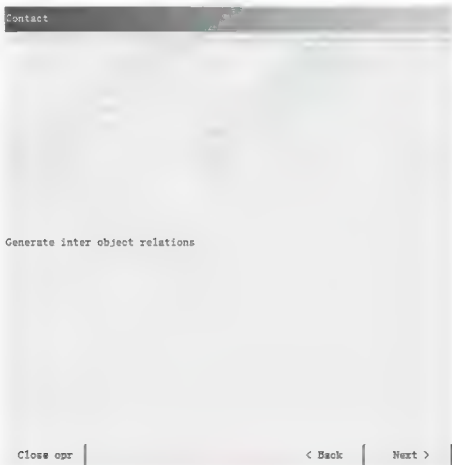 Contact
Generate inter object relations
Close opr
< Back
Next >